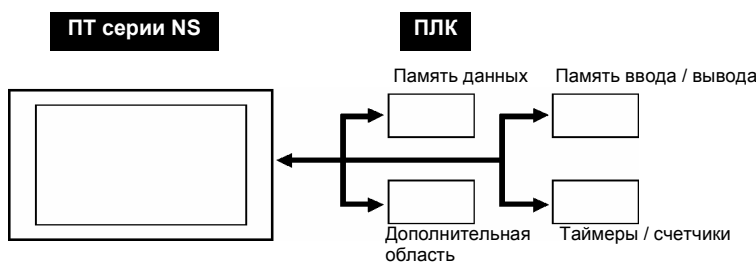 ПТ серии NS
ПЛК
Память данных
Память ввода / вывода
Дополнительная
область
Таймеры / счетчики